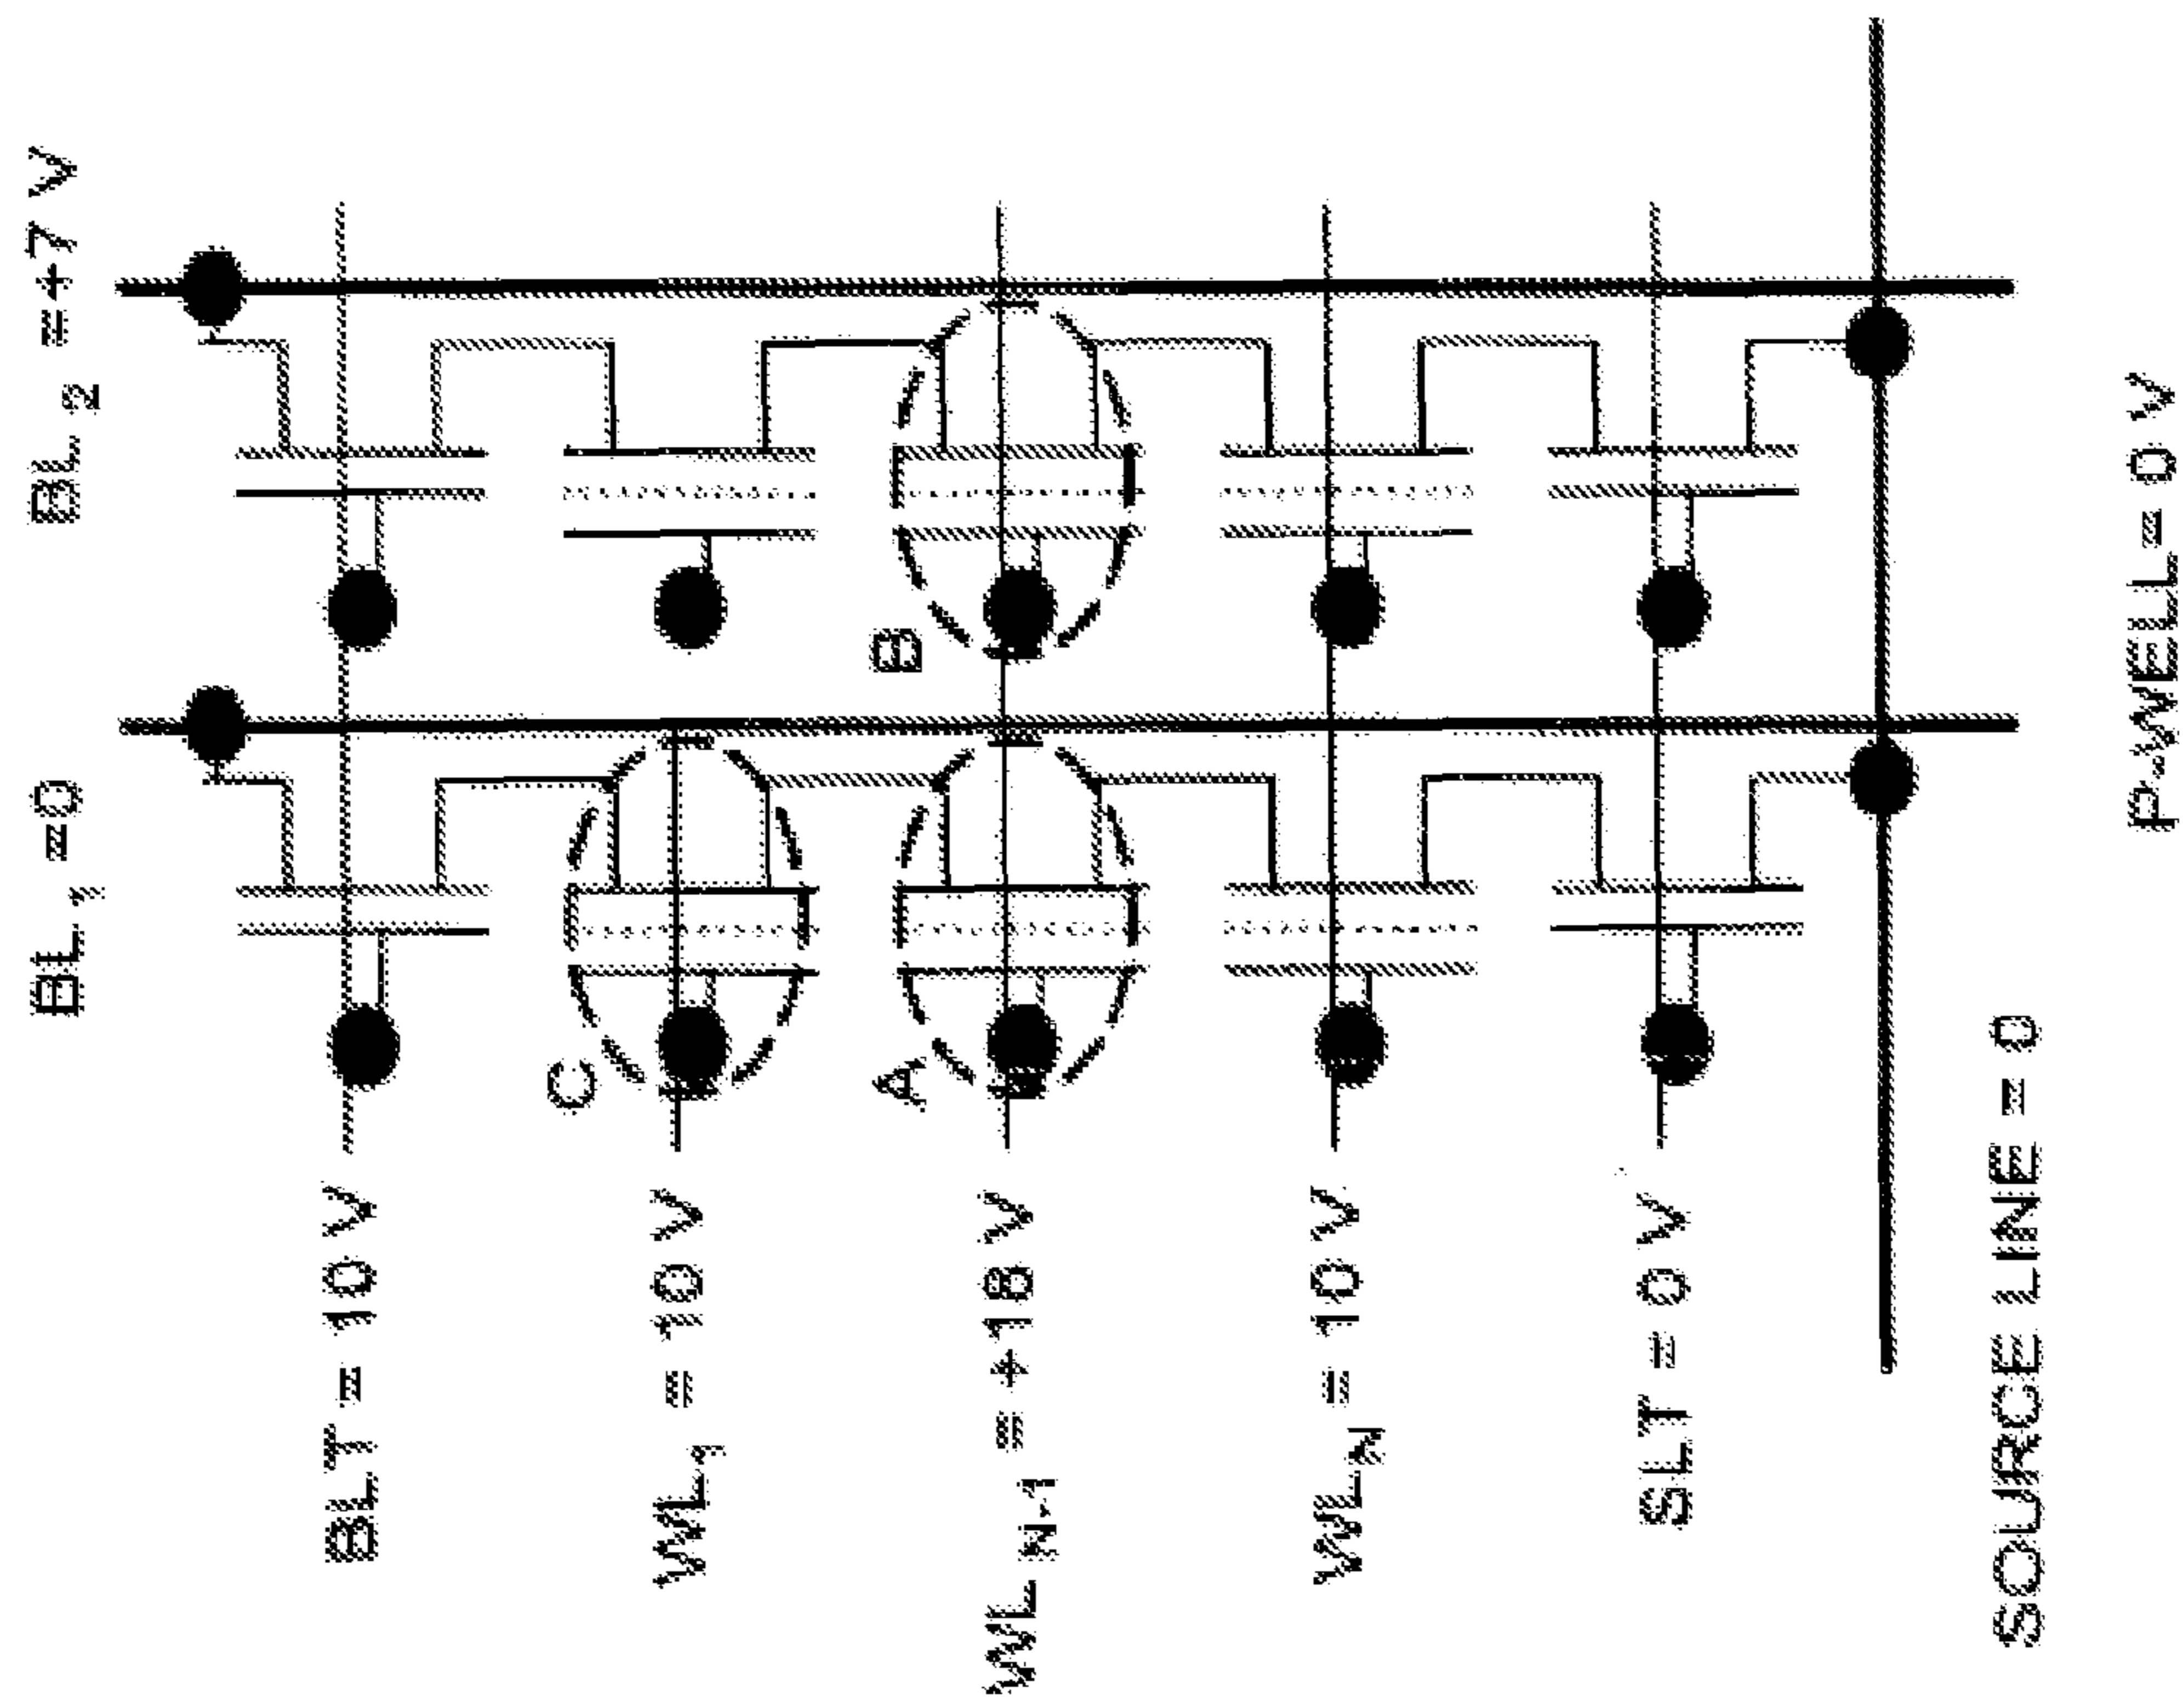 BL1 =0
BL2 =+7 V
BLT = 10 V
WL1 = 10 V
C
B
WLN-1 = +18 V
A
WLN = 10 V
SLT = 0 V
SOURCE LINE = 0
P-WELL= 0 V